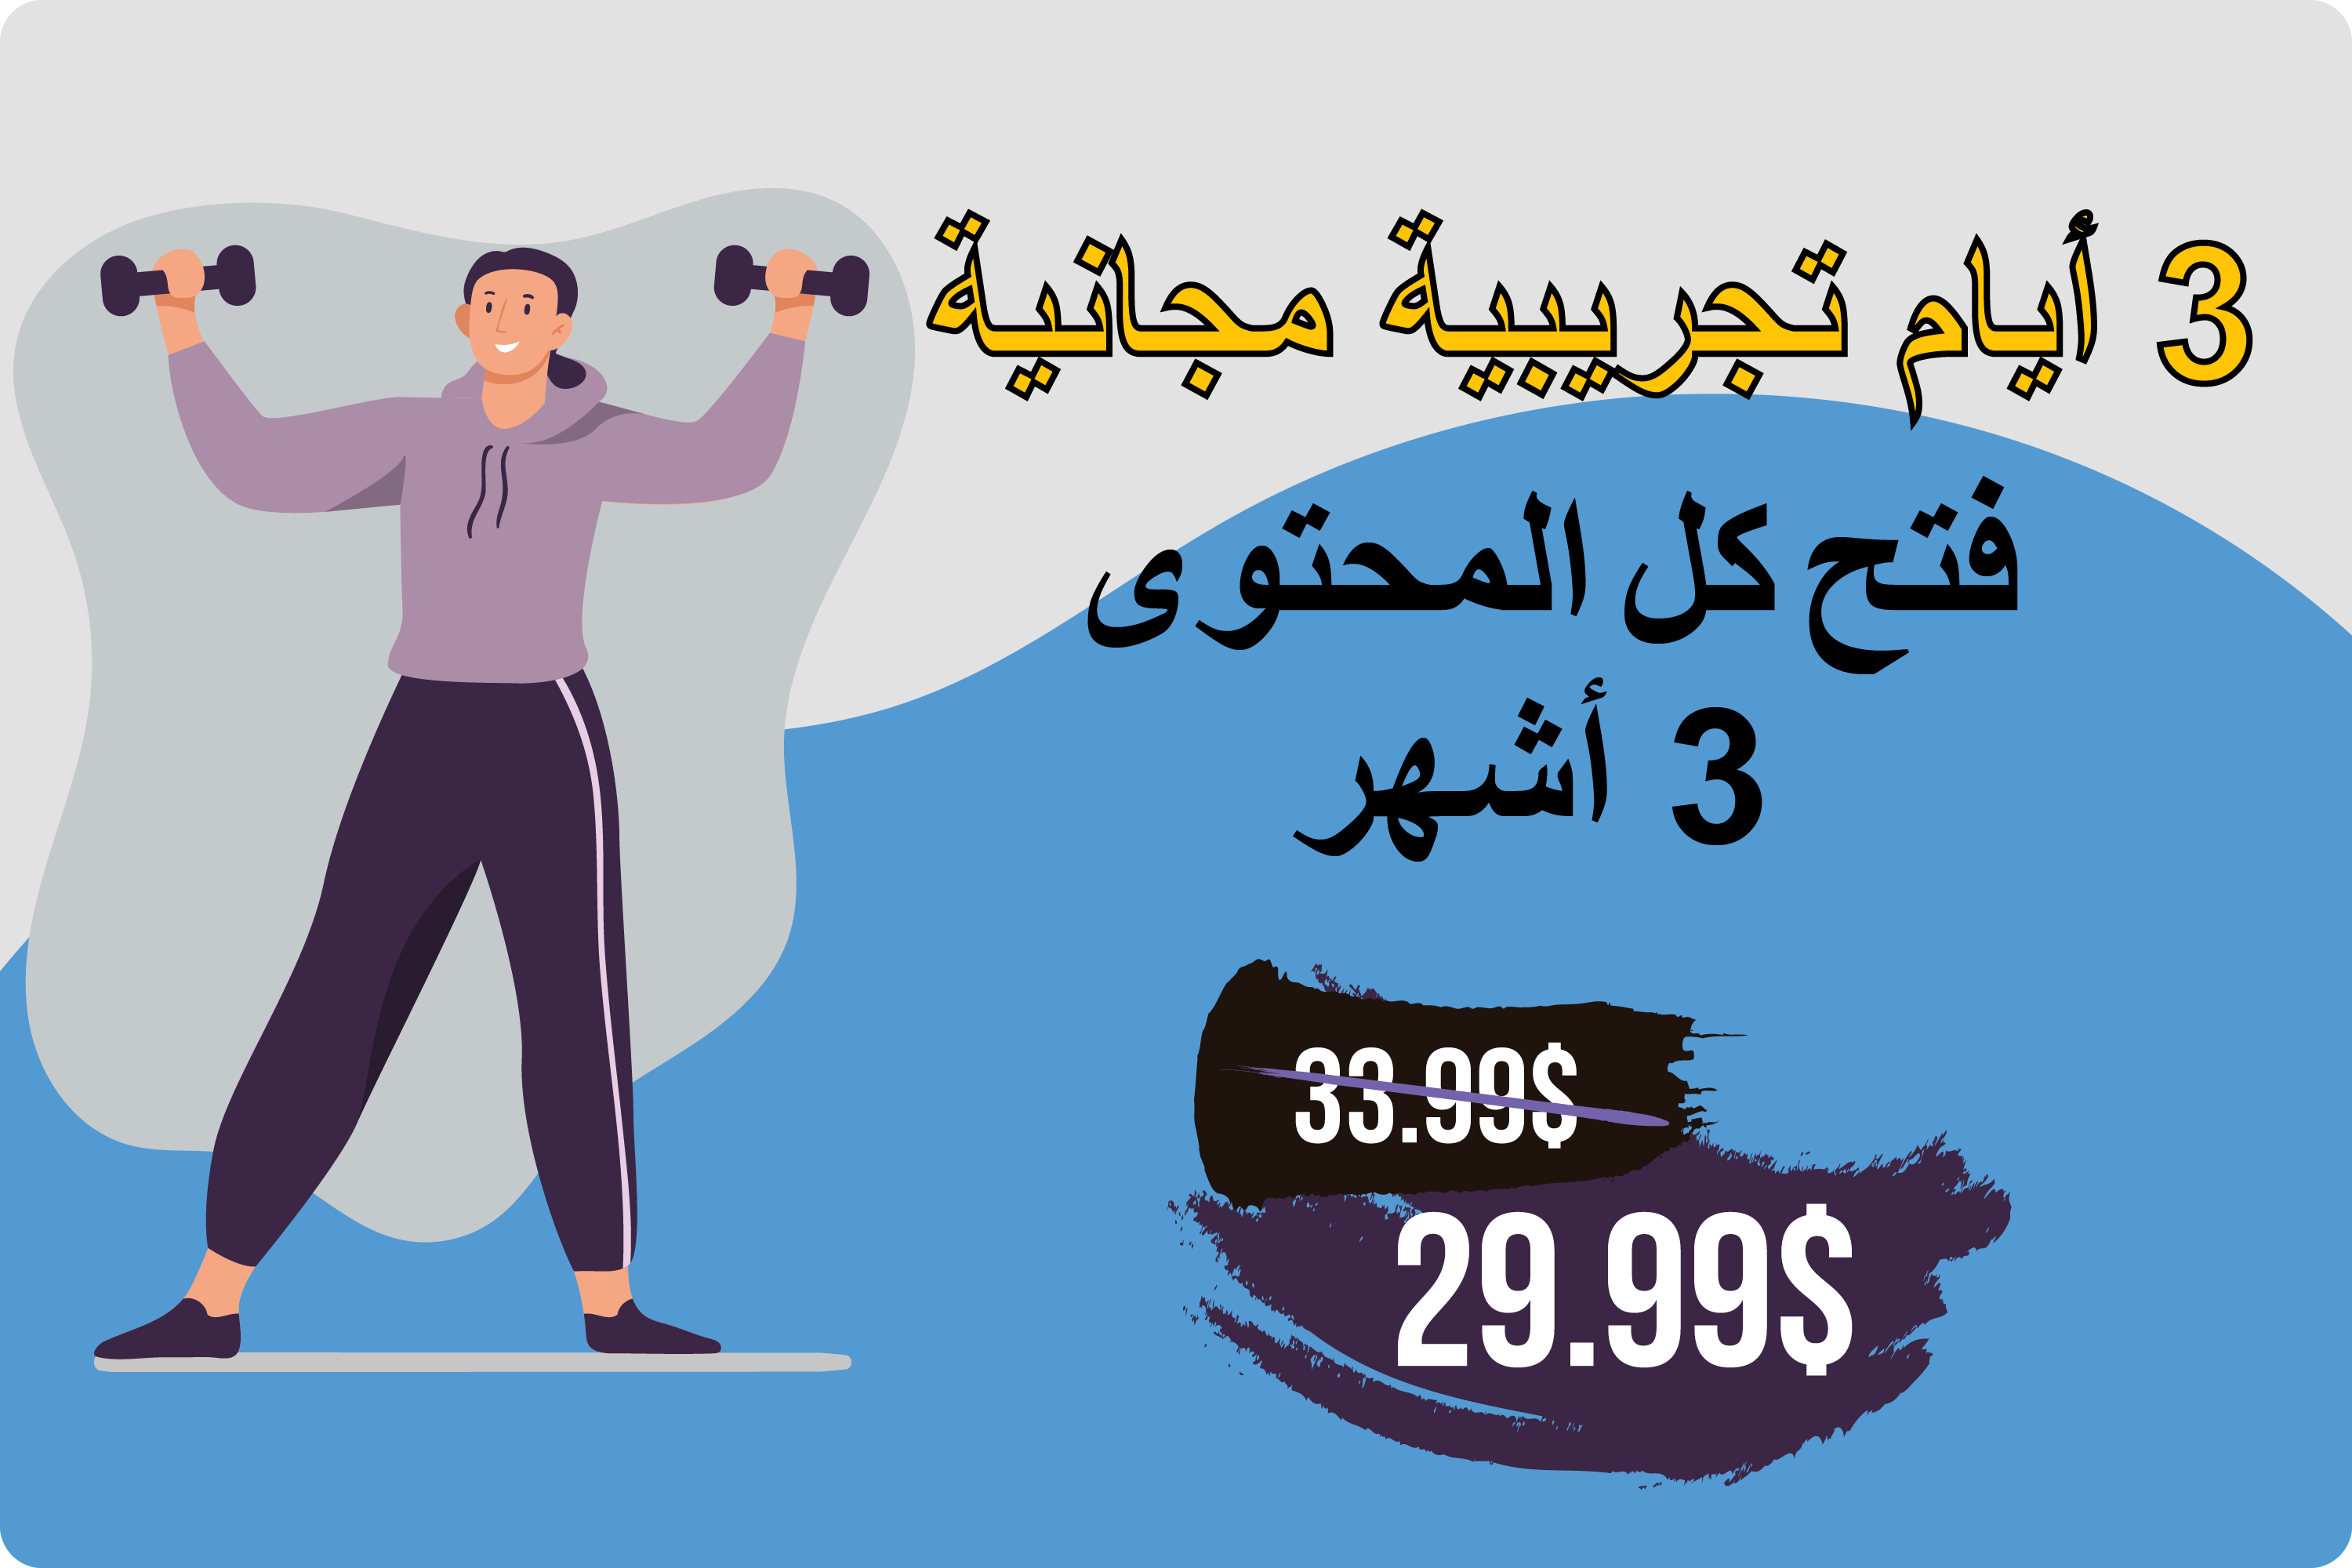 3 أيام تجريبية مجانية
فتح كل المحتوى
3 أشهر
33.99$
29.99$